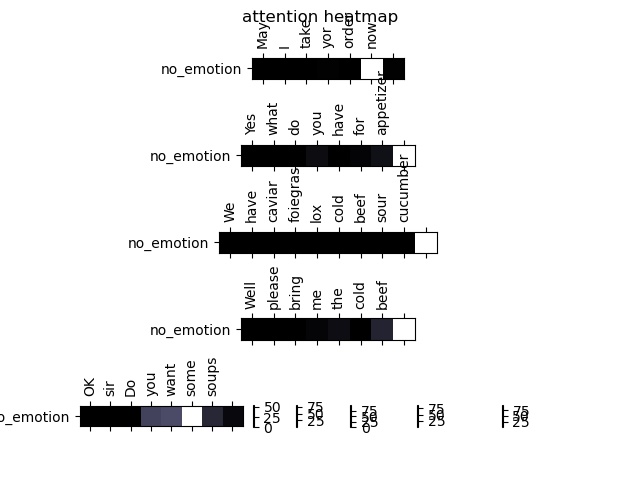 attention heatmap
May I take yor order now
no_emotion
Yes what do you have for appetizer
no_emotion
We have caviar foiegras lox cold beef sour cucumber
no_emotion
Well please bring me the cold beef
no_emotion
OK sir Do you want some soups
o_emotion
50 75 75 75 75
25 50 50 50 50
0 25 25 25 25
0